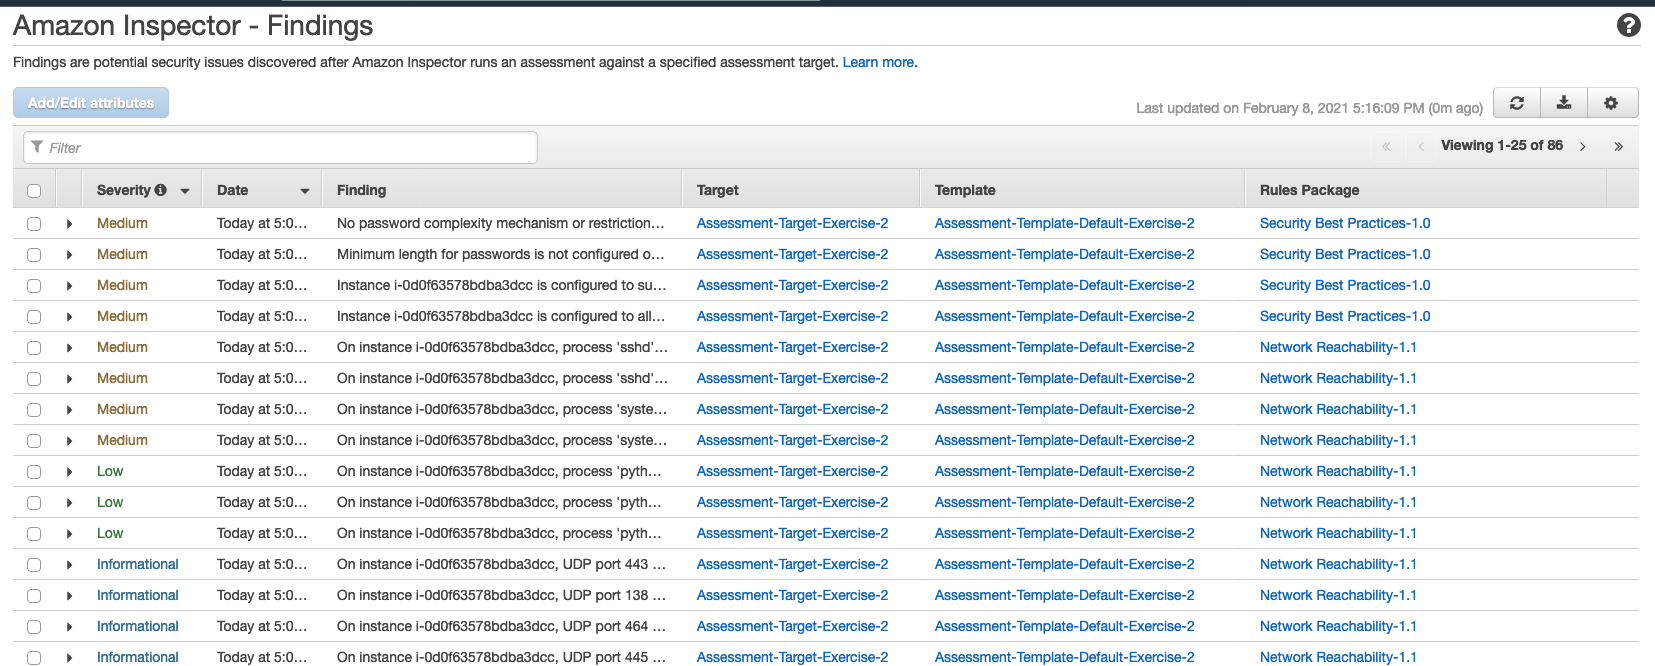 Amazon Inspector - Findings
Findings are potential security issues discovered after Amazon Inspector runs an assessment against a specified assessment target. Learn more.
Add/Edit attributes
Last updated on February 8, 2021 5:16:09 PM (0m ago)
Filter
Viewing 1-25 of 86
Severity Date Finding Target Template Rules Package
Medium Today at 5:0... No password complexity mechanism or restriction... Assessment-Target-Exercise-2 Assessment-Template-Default-Exercise-2 Security Best Practices-1.0
Medium Today at 5:0... Minimum length for passwords is not configured o... Assessment-Target-Exercise-2 Assessment-Template-Default-Exercise-2 Security Best Practices-1.0
Medium Today at 5:0... Instance i-0d0f63578bdba3dcc is configured to su... Assessment-Target-Exercise-2 Assessment-Template-Default-Exercise-2 Security Best Practices-1.0
Medium Today at 5:0... Instance i-0d0f63578bdba3dcc is configured to all... Assessment-Target-Exercise-2 Assessment-Template-Default-Exercise-2 Security Best Practices-1.0
Medium Today at 5:0... On instance i-0d0f63578bdba3dcc, process 'sshd'... Assessment-Target-Exercise-2 Assessment-Template-Default-Exercise-2 Network Reachability-1.1
Medium Today at 5:0... On instance i-0d0f63578bdba3dcc, process 'sshd'... Assessment-Target-Exercise-2 Assessment-Template-Default-Exercise-2 Network Reachability-1.1
Medium Today at 5:0... On instance i-0d0f63578bdba3dcc, process 'syste... Assessment-Target-Exercise-2 Assessment-Template-Default-Exercise-2 Network Reachability-1.1
Medium Today at 5:0... On instance i-0d0f63578bdba3dcc, process 'syste... Assessment-Target-Exercise-2 Assessment-Template-Default-Exercise-2 Network Reachability-1.1
Low Today at 5:0... On instance i-0d0f63578bdba3dcc, process 'pyth... Assessment-Target-Exercise-2 Assessment-Template-Default-Exercise-2 Network Reachability-1.1
Low Today at 5:0... On instance i-0d0f63578bdba3dcc, process 'pyth... Assessment-Target-Exercise-2 Assessment-Template-Default-Exercise-2 Network Reachability-1.1
Low Today at 5:0... On instance i-0d0f63578bdba3dcc, process 'pyth... Assessment-Target-Exercise-2 Assessment-Template-Default-Exercise-2 Network Reachability-1.1
Informational Today at 5:0... On instance i-0d0f63578bdba3dcc, UDP port 443 ... Assessment-Target-Exercise-2 Assessment-Template-Default-Exercise-2 Network Reachability-1.1
Informational Today at 5:0... On instance i-0d0f63578bdba3dcc, UDP port 138 ... Assessment-Target-Exercise-2 Assessment-Template-Default-Exercise-2 Network Reachability-1.1
Informational Today at 5:0... On instance i-0d0f63578bdba3dcc, UDP port 464 ... Assessment-Target-Exercise-2 Assessment-Template-Default-Exercise-2 Network Reachability-1.1
Informational Today at 5:0... On instance i-0d0f63578bdba3dcc, UDP port 445 ... Assessment-Target-Exercise-2 Assessment-Template-Default-Exercise-2 Network Reachability-1.1